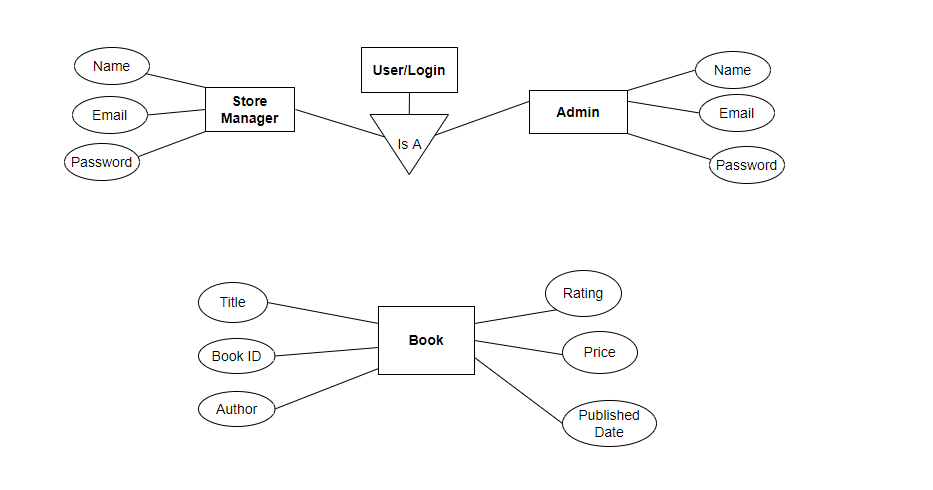 Name
User/Login
Name
Store
Manager
Email
Admin
Email
Is A
Password
Password
Title
Rating
Book
Book ID
Price
Author
Published
Date